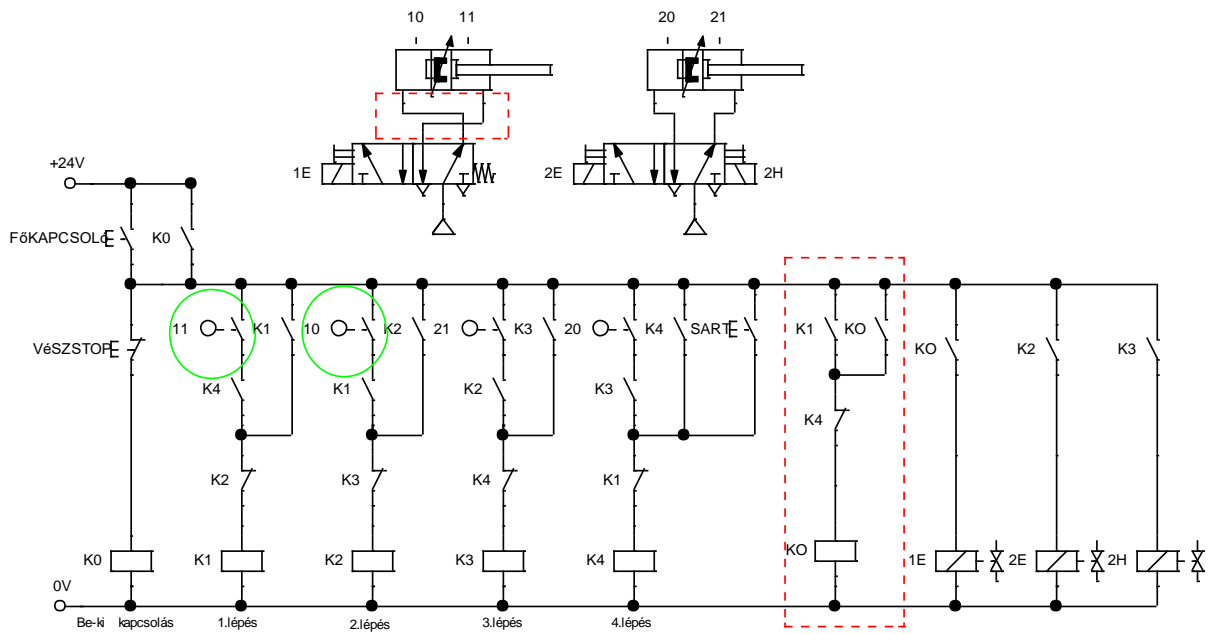 10 11 20 21
1E 2E 2H
+24V
FőKAPCSOLó K0
11 K1 10 K2 21 K3 20 K4 SART K1 KO
VéSZSTOP KO K2 K3
K4 K1 K2 K3
K4
K2 K3 K4 K1
K0 K1 K2 K3 K4 KO 1E 2E 2H
0V
Be-ki kapcsolás 1.lépés 2.lépés 3.lépés 4.lépés